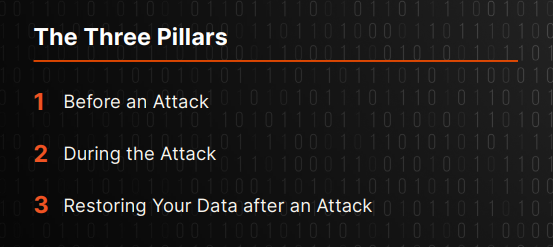 The Three Pillars
1 Before an Attack
2 During the Attack
3 Restoring Your Data after an Attack